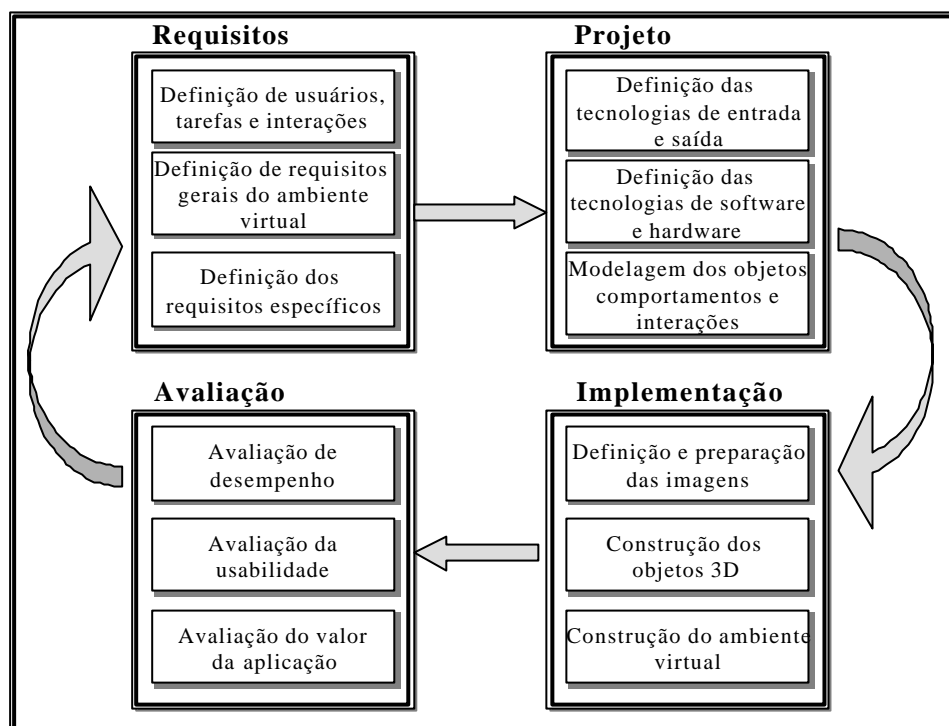 Requisitos
Definição de usuários,
tarefas e interações
Definição de requisitos
gerais do ambiente
virtual
Definição dos
requisitos específicos
Projeto
Definição das
tecnologias de entrada
e saída
Definição das
tecnologias de software
e hardware
Modelagem dos objetos
comportamentos e
interações
Avaliação
Avaliação de
desempenho
Avaliação da
usabilidade
Avaliação do valor
da aplicação
Implementação
Definição e preparação
das imagens
Construção dos
objetos 3D
Construção do ambiente
virtual